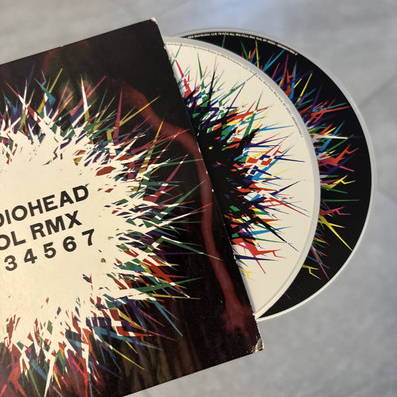 DIOHEAD
OL RMX
34567